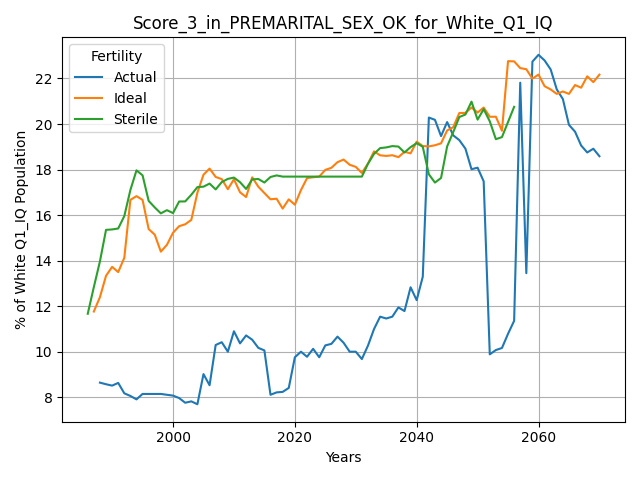 Score_3_in_PREMARITAL_SEX_OK_for_White_Q1_IQ
Fertility
Actual
Ideal
Sterile
% of White Q1_IQ Population
22
20
18
16
14
12
10
8
2000
2020
2040
2060
Years